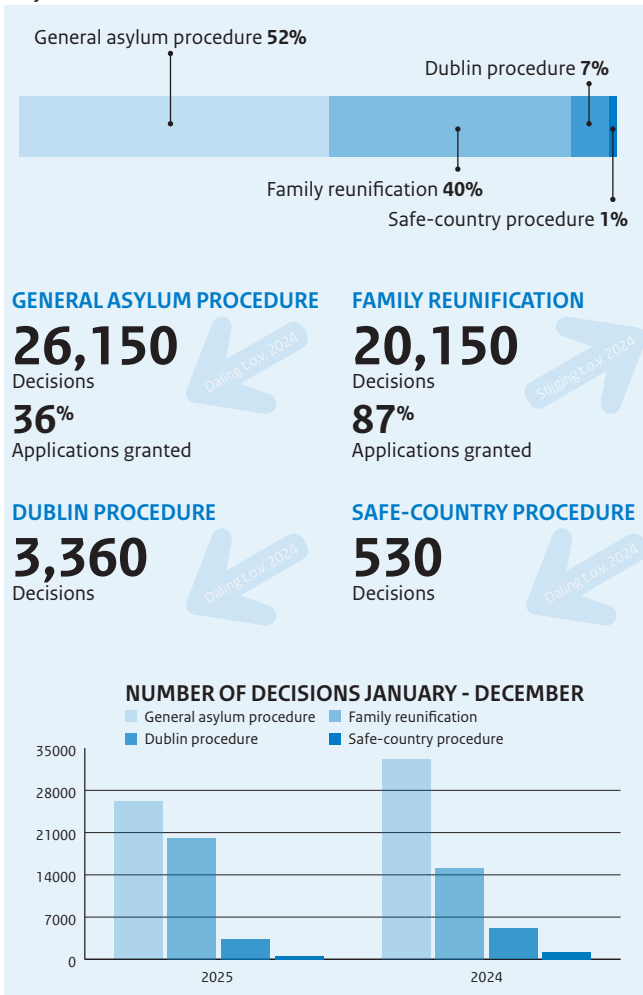 General asylum procedure 52%
Dublin procedure 7%
Family reunification 40%
Safe-country procedure 1%
GENERAL ASYLUM PROCEDURE
26,150
Decisions
Daling t.o.v. 2024
36%
Applications granted
FAMILY REUNIFICATION
20,150
Decisions
Stijging t.o.v. 2024
87%
Applications granted
DUBLIN PROCEDURE
3,360
Decisions
Daling t.o.v. 2024
SAFE-COUNTRY PROCEDURE
530
Decisions
Daling t.o.v. 2024
NUMBER OF DECISIONS JANUARY - DECEMBER
General asylum procedure Family reunification
Dublin procedure Safe-country procedure
35000
28000
21000
14000
7000
0
2025 2024